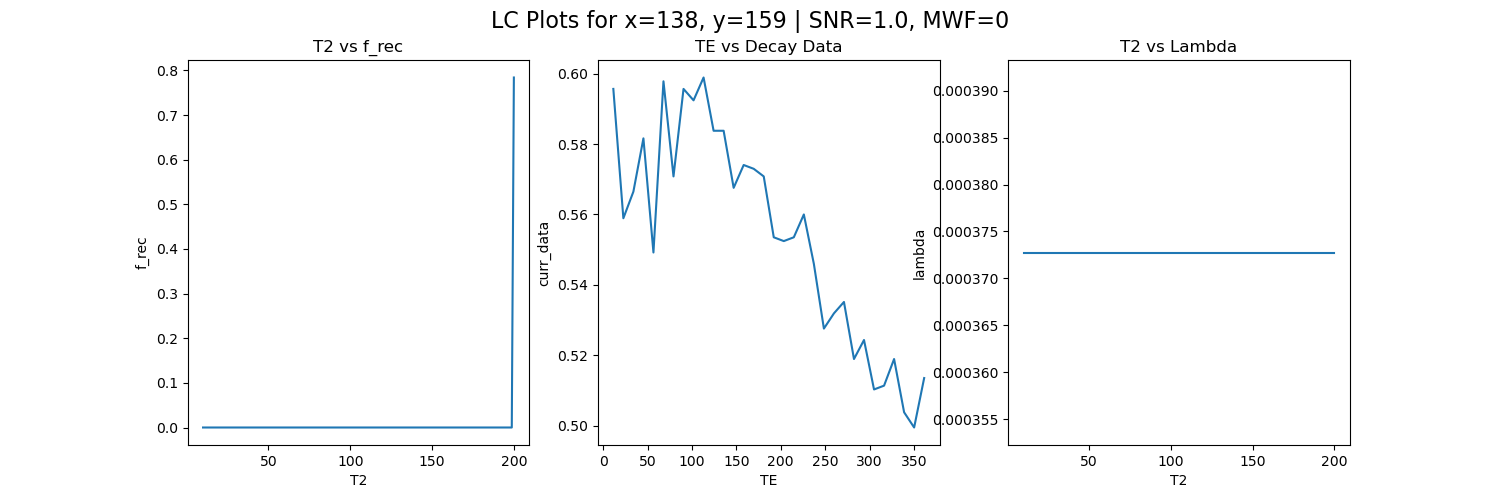 LC Plots for x=138, y=159 | SNR=1.0, MWF=0
T2 vs f_rec
0.8
0.7
0.6
0.5
0.4
0.3
0.2
0.1
0.0
f_rec
50 100 150 200
T2
TE vs Decay Data
0.60
0.58
0.56
0.54
0.52
0.50
curr_data
0 50 100 150 200 250 300 350
TE
T2 vs Lambda
0.000390
0.000385
0.000380
0.000375
0.000370
0.000365
0.000360
0.000355
lambda
50 100 150 200
T2